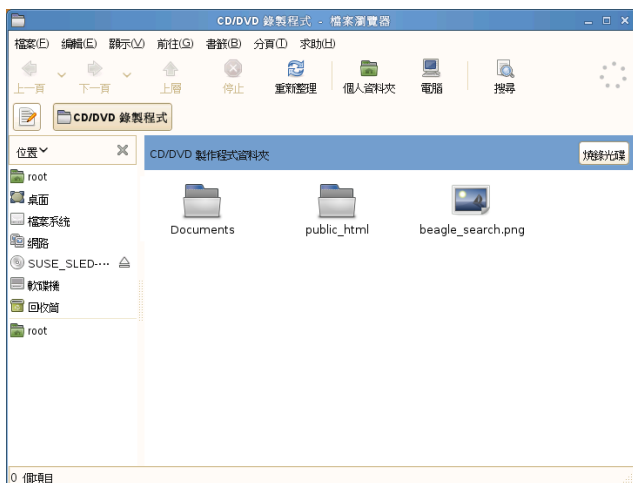 CD/DVD 錄製程式 - 檔案瀏覽器
檔案(F) 編輯(E) 顯示(V) 前往(G) 書籤(B) 分頁(T) 求助(H)
上一頁 下一頁 上層 停止 重新整理 個人資料夾 電腦 搜尋
CD/DVD 錄製程式
位置
CD/DVD 製作程式資料夾
燒錄光碟
root
桌面
檔案系統
網路
SUSE_SLED-···
軟碟機
回收筒
root
Documents
public_html
beagle_search.png
0 個項目